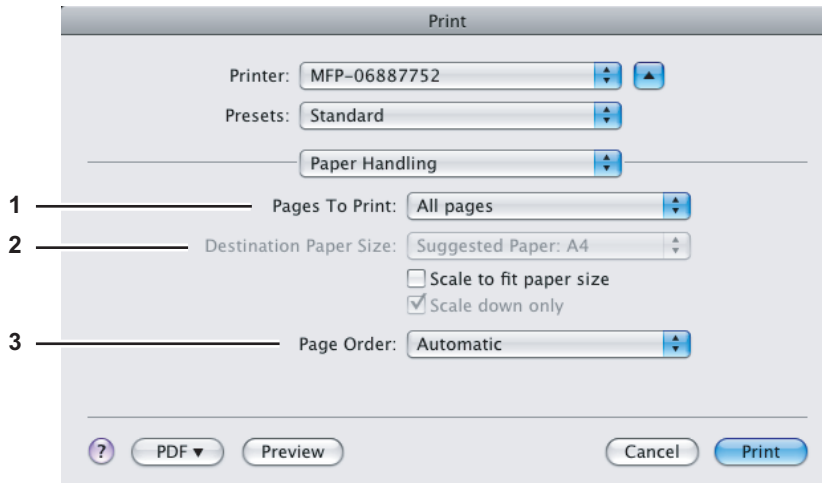 Print
Printer: MFP-06887752
Presets: Standard
Paper Handling
1 Pages To Print: All pages
2 Destination Paper Size: Suggested Paper: A4
Scale to fit paper size
Scale down only
3 Page Order: Automatic
? PDF▼ Preview Cancel Print